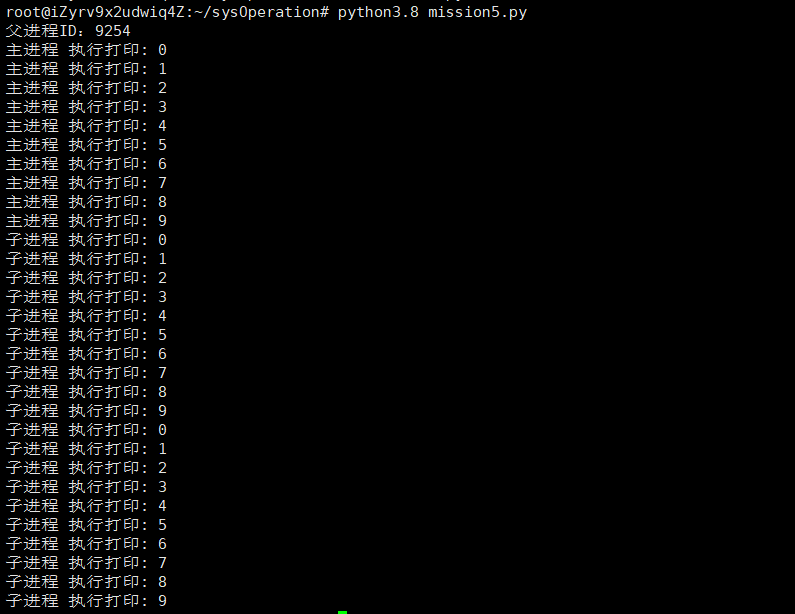 root@iZyrv9x2udwiq4Z:~/sysOperation# python3.8 mission5.py
父进程ID：9254
主进程 执行打印: 0
主进程 执行打印: 1
主进程 执行打印: 2
主进程 执行打印: 3
主进程 执行打印: 4
主进程 执行打印: 5
主进程 执行打印: 6
主进程 执行打印: 7
主进程 执行打印: 8
主进程 执行打印: 9
子进程 执行打印: 0
子进程 执行打印: 1
子进程 执行打印: 2
子进程 执行打印: 3
子进程 执行打印: 4
子进程 执行打印: 5
子进程 执行打印: 6
子进程 执行打印: 7
子进程 执行打印: 8
子进程 执行打印: 9
子进程 执行打印: 0
子进程 执行打印: 1
子进程 执行打印: 2
子进程 执行打印: 3
子进程 执行打印: 4
子进程 执行打印: 5
子进程 执行打印: 6
子进程 执行打印: 7
子进程 执行打印: 8
子进程 执行打印: 9